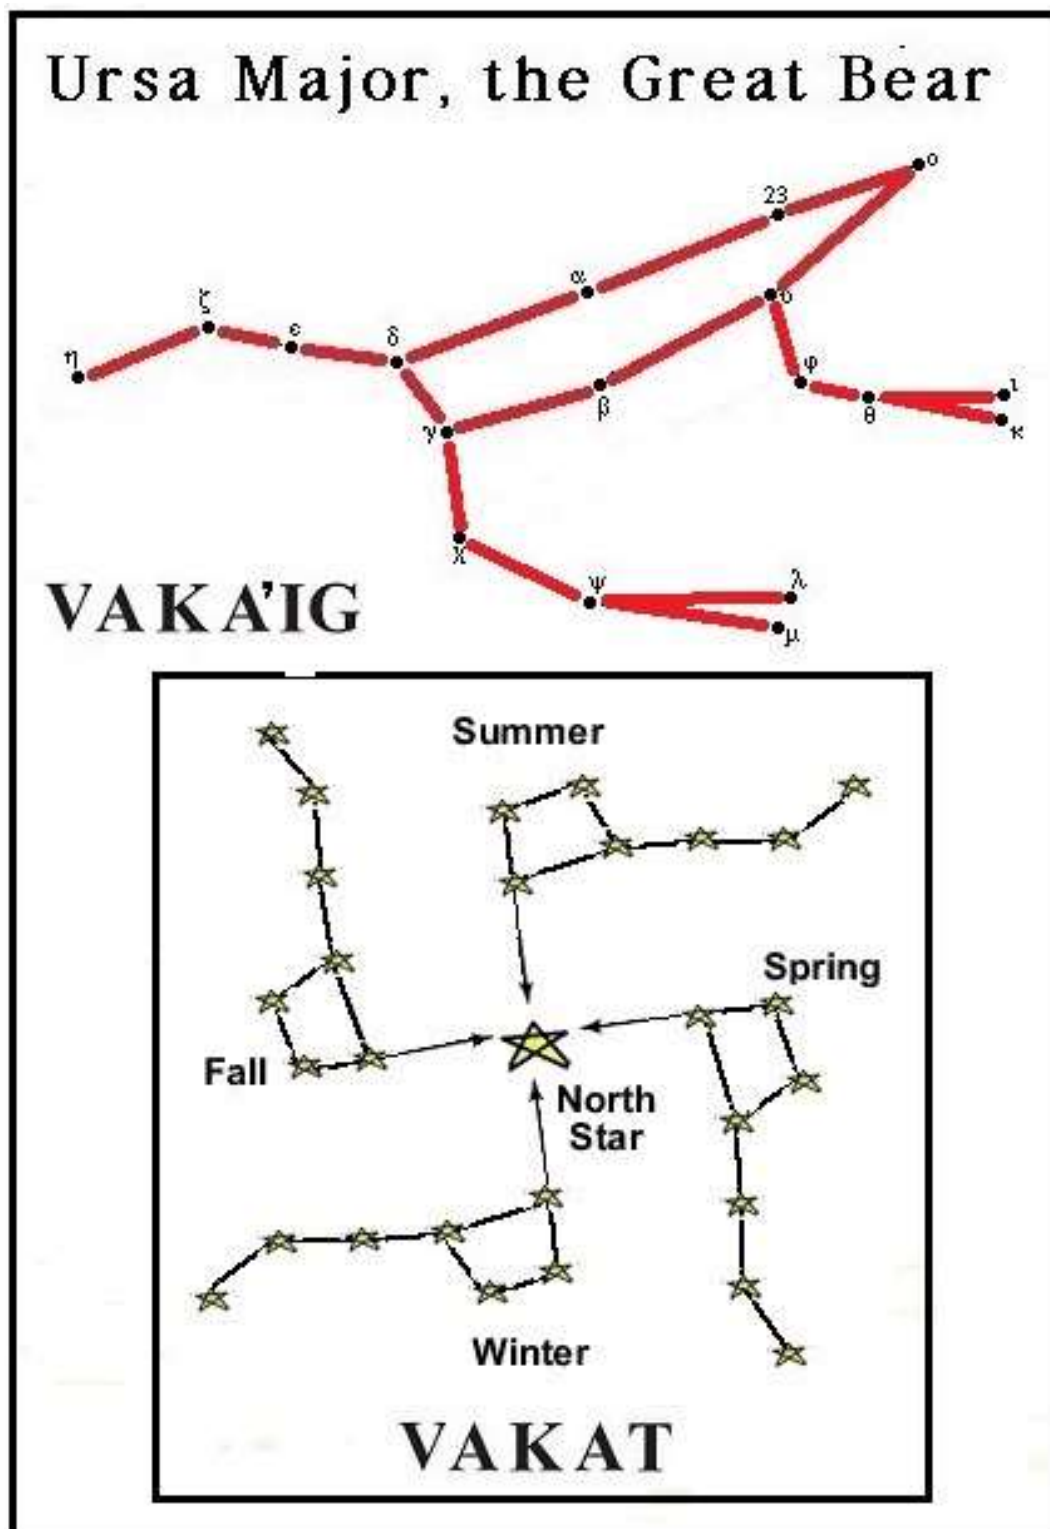 Ursa Major, the Great Bear
ο
23
α
ζ
ε
δ
η
υ
φ
β
θ
ι
κ
γ
χ
ψ
λ
μ
VAKA'IG
Summer
Spring
Fall
North
Star
Winter
VAKAT